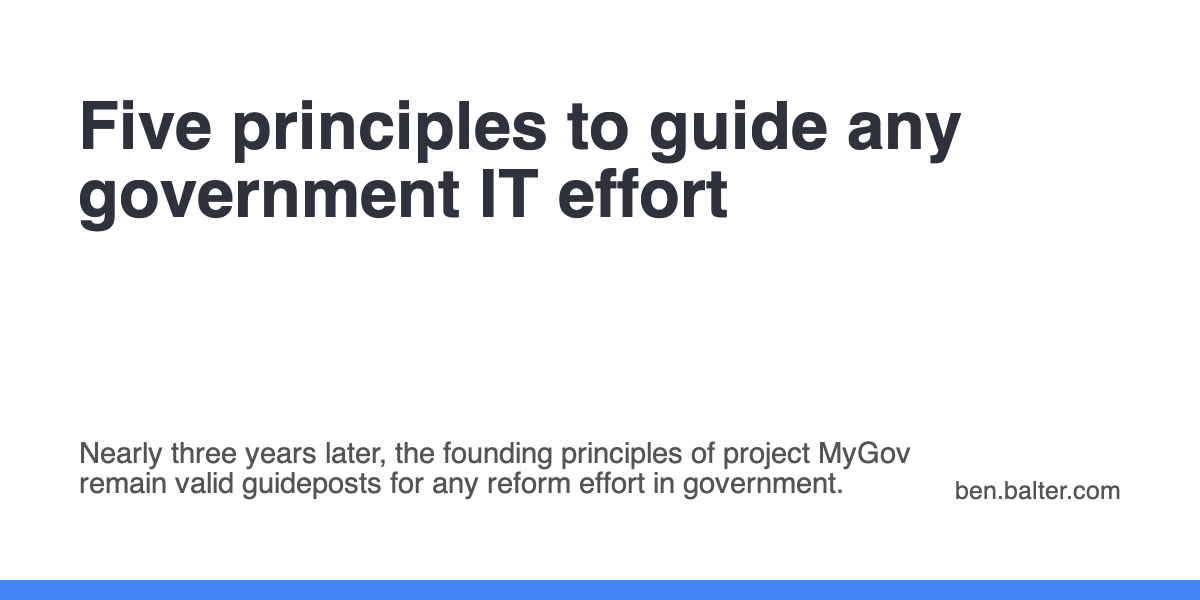 Five principles to guide any
government IT effort
Nearly three years later, the founding principles of project MyGov
remain valid guideposts for any reform effort in government.
ben.balter.com